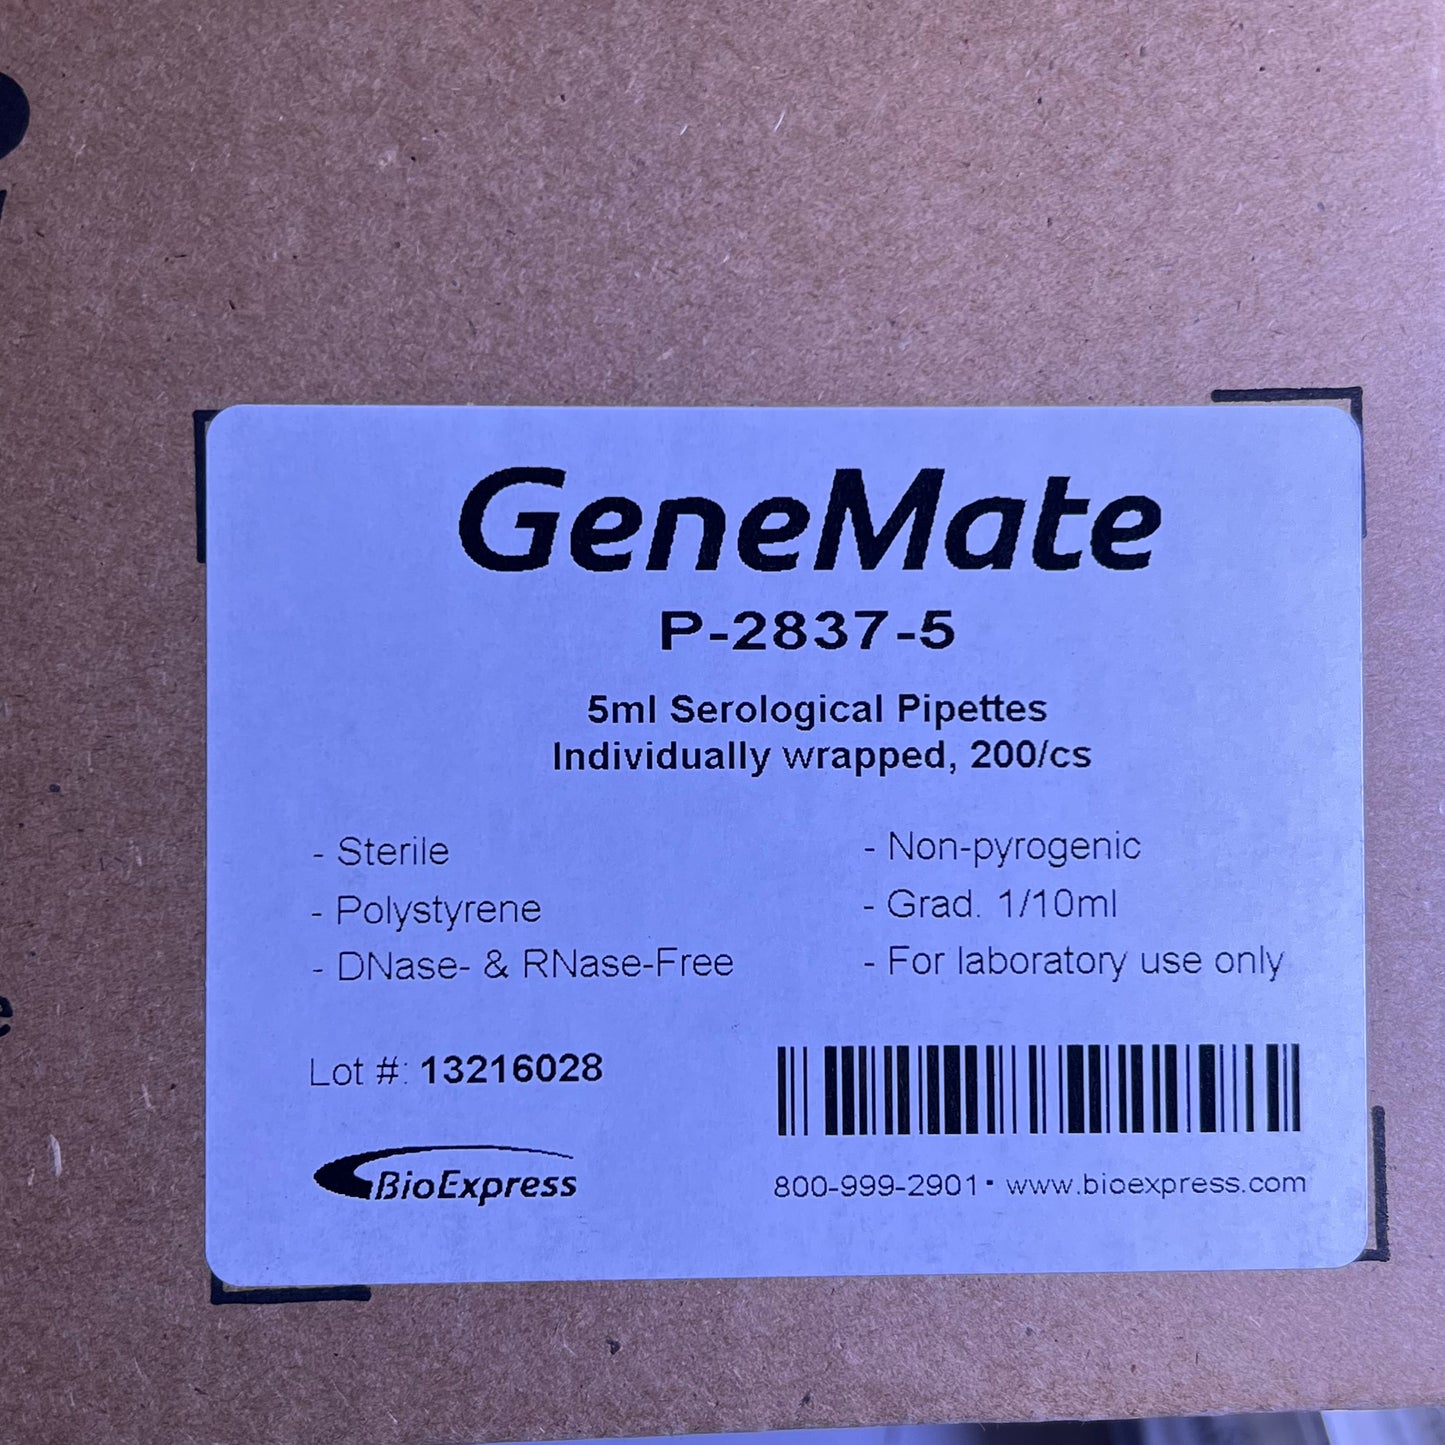 GeneMate
P-2837-5
5ml Serological Pipettes
Individually wrapped, 200/cs
- Sterile
- Polystyrene
- DNase- & RNase-Free
- Non-pyrogenic
- Grad. 1/10ml
- For laboratory use only
Lot #: 13216028
BioExpress
800-999-2901▪ www.bioexpress.com